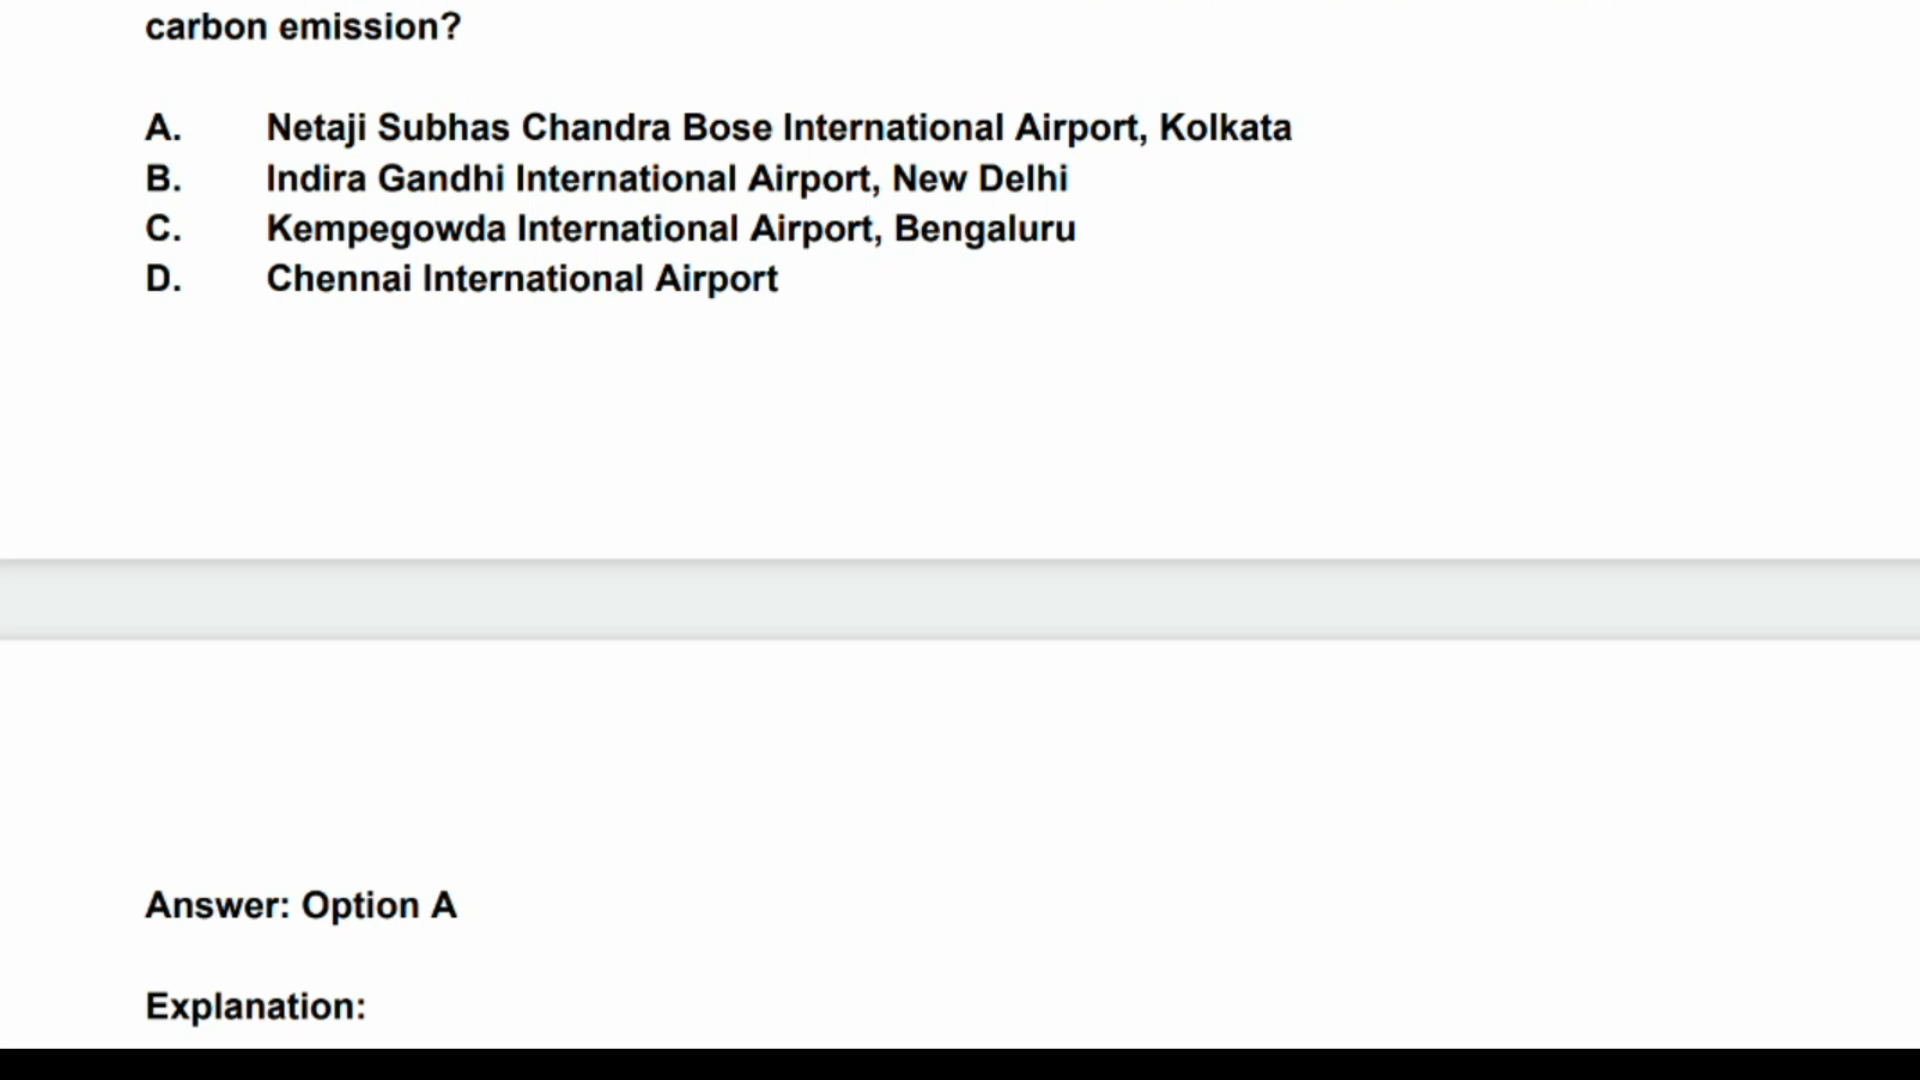 carbon emission?
A. Netaji Subhas Chandra Bose International Airport, Kolkata
B. Indira Gandhi International Airport, New Delhi
C. Kempegowda International Airport, Bengaluru
D. Chennai International Airport
Answer: Option A
Explanation: